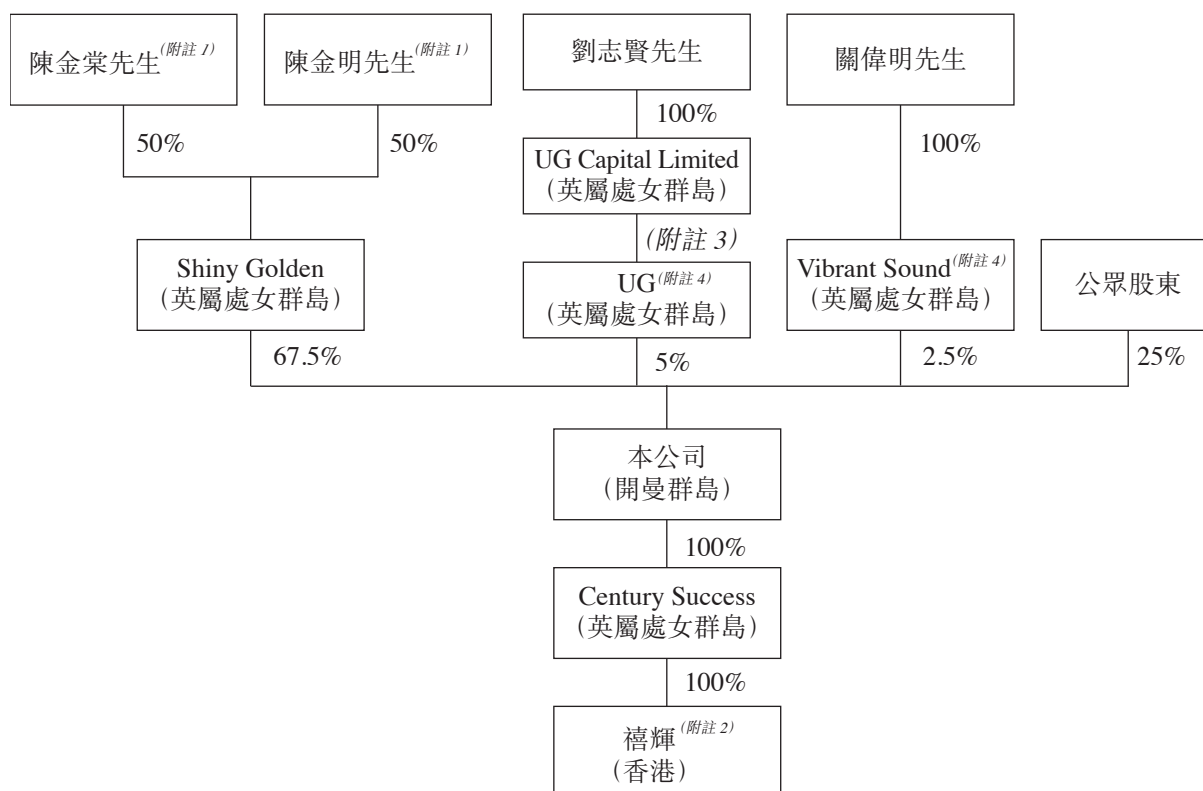 陳金棠先生(附註 1)
陳金明先生(附註 1)
劉志賢先生
關偉明先生
50%
50%
100%
100%
UG Capital Limited
(英屬處女群島)
(附註 3)
Shiny Golden
(英屬處女群島)
UG(附註 4)
(英屬處女群島)
Vibrant Sound(附註 4)
(英屬處女群島)
公眾股東
67.5%
5%
2.5%
25%
本公司
(開曼群島)
100%
Century Success
(英屬處女群島)
100%
禧輝(附註 2)
(香港)